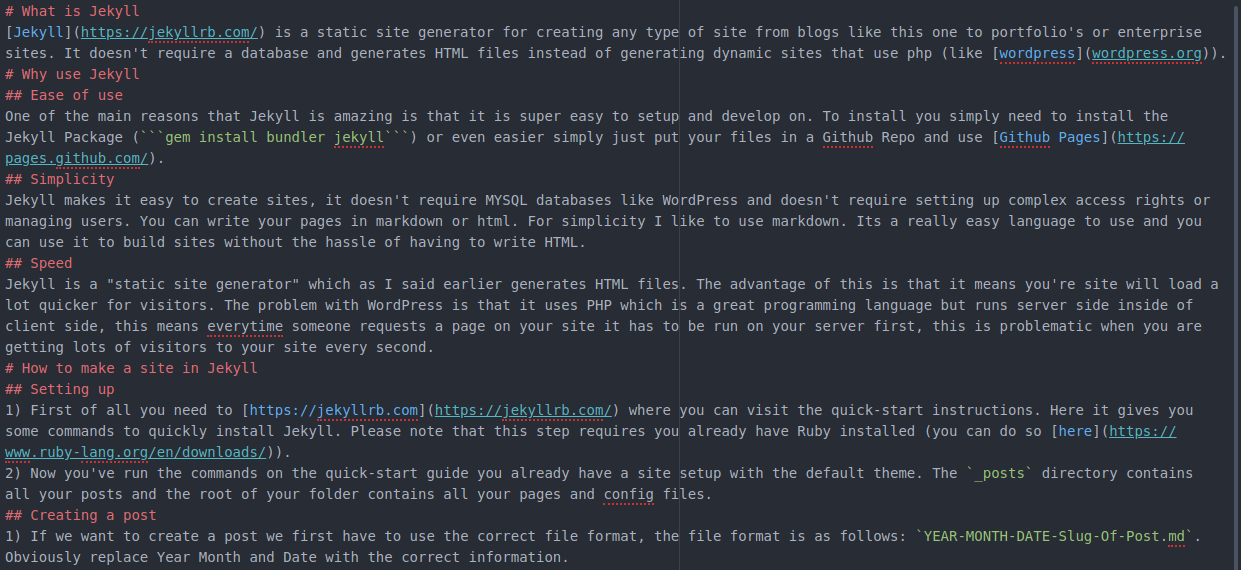 # What is Jekyll
[Jekyll](https://jekyllrb.com/) is a static site generator for creating any type of site from blogs like this one to portfolio's or enterprise
sites. It doesn't require a database and generates HTML files instead of generating dynamic sites that use php (like [wordpress](wordpress.org)).
# Why use Jekyll
## Ease of use
One of the main reasons that Jekyll is amazing is that it is super easy to setup and develop on. To install you simply need to install the
Jekyll Package (```gem install bundler jekyll```) or even easier simply just put your files in a Github Repo and use [Github Pages](https://
pages.github.com/).
## Simplicity
Jekyll makes it easy to create sites, it doesn't require MYSQL databases like WordPress and doesn't require setting up complex access rights or
managing users. You can write your pages in markdown or html. For simplicity I like to use markdown. Its a really easy language to use and you
can use it to build sites without the hassle of having to write HTML.
## Speed
Jekyll is a "static site generator" which as I said earlier generates HTML files. The advantage of this is that it means you're site will load a
lot quicker for visitors. The problem with WordPress is that it uses PHP which is a great programming language but runs server side inside of
client side, this means everytime someone requests a page on your site it has to be run on your server first, this is problematic when you are
getting lots of visitors to your site every second.
# How to make a site in Jekyll
## Setting up
1) First of all you need to [https://jekyllrb.com](https://jekyllrb.com/) where you can visit the quick-start instructions. Here it gives you
some commands to quickly install Jekyll. Please note that this step requires you already have Ruby installed (you can do so [here](https://
www.ruby-lang.org/en/downloads/)).
2) Now you've run the commands on the quick-start guide you already have a site setup with the default theme. The `_posts` directory contains
all your posts and the root of your folder contains all your pages and config files.
## Creating a post
1) If we want to create a post we first have to use the correct file format, the file format is as follows: `YEAR-MONTH-DATE-Slug-Of-Post.md`.
Obviously replace Year Month and Date with the correct information.